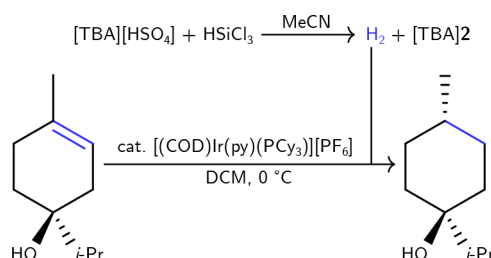 [TBA][HSO₄] + HSiCl₃ MeCN H₂ + [TBA]2
cat. [(COD)Ir(py)(PCy₃)][PF₆]
DCM, 0 °C
HO i-Pr HO i-Pr